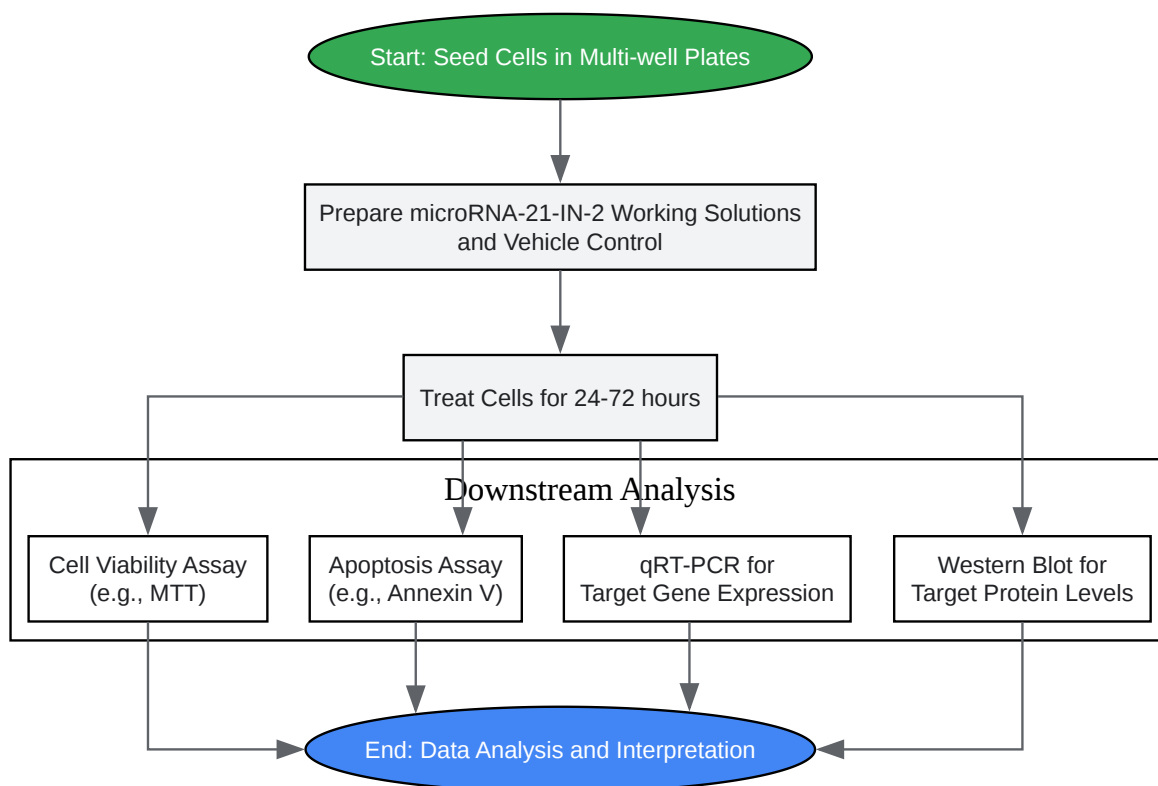 Start: Seed Cells in Multi-well Plates
Prepare microRNA-21-IN-2 Working Solutions
and Vehicle Control
Treat Cells for 24-72 hours
Downstream Analysis
Cell Viability Assay
(e.g., MTT)
Apoptosis Assay
(e.g., Annexin V)
qRT-PCR for
Target Gene Expression
Western Blot for
Target Protein Levels
End: Data Analysis and Interpretation